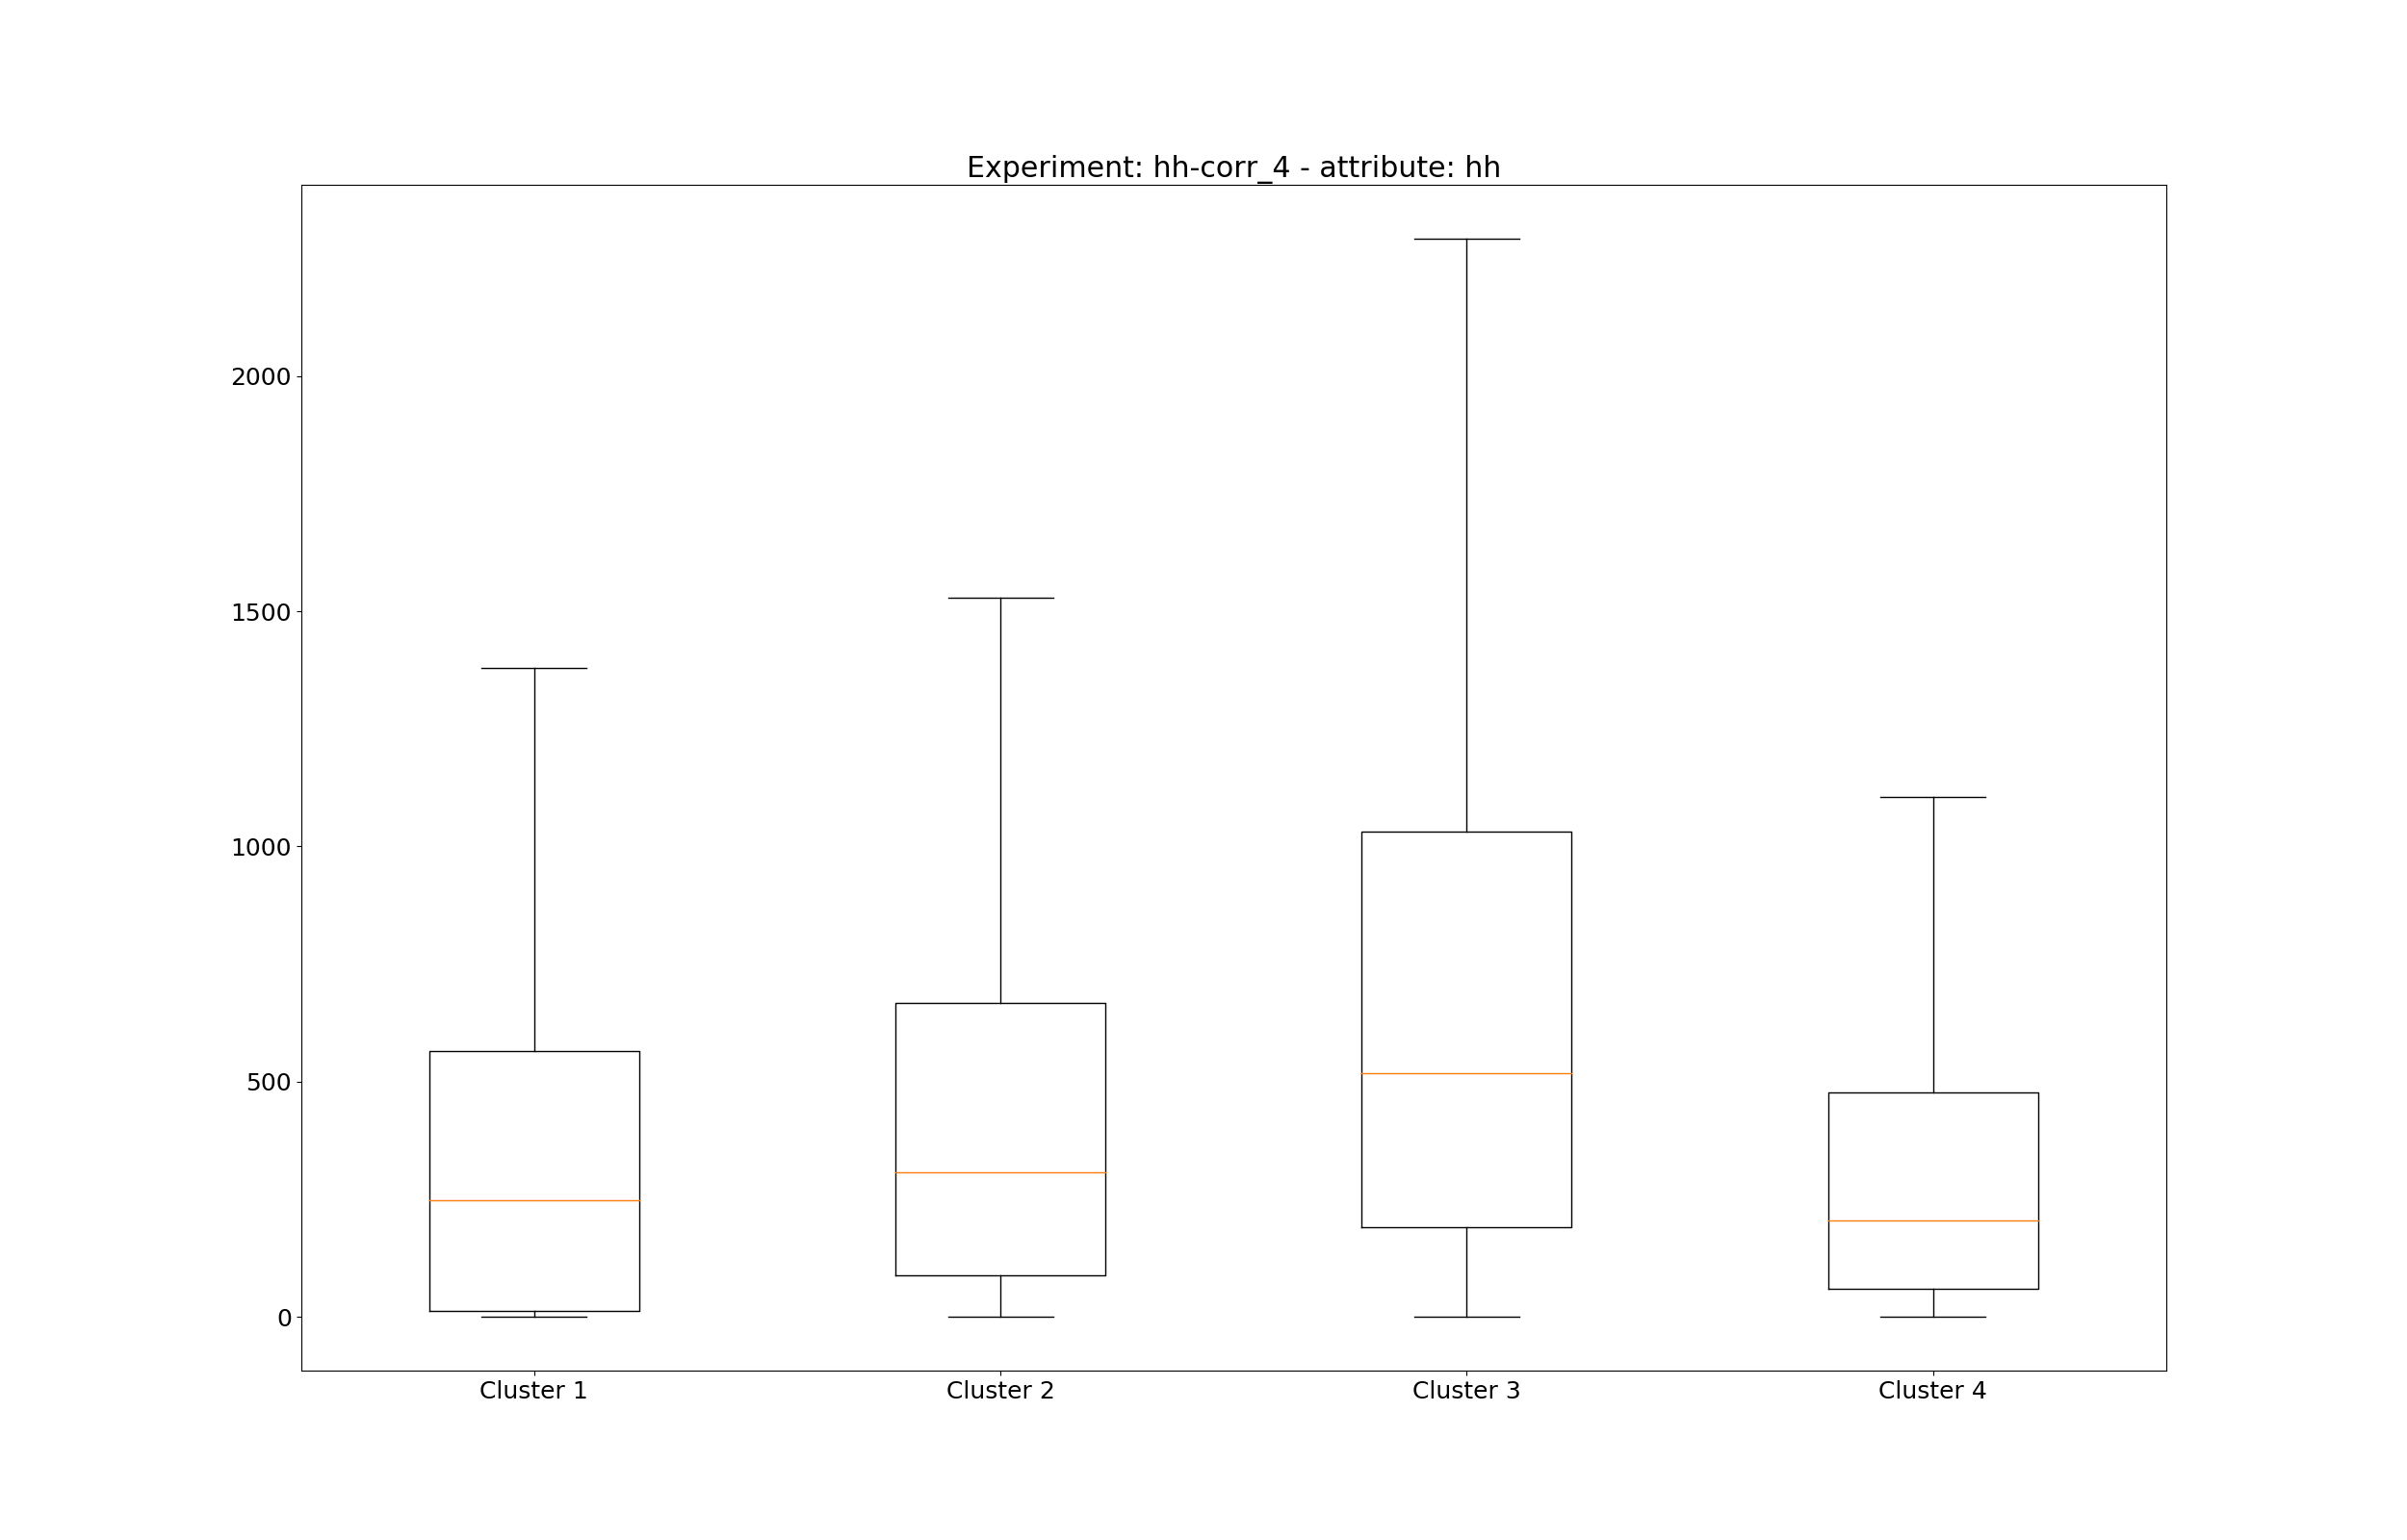 Experiment: hh-corr_4 - attribute: hh
2000
1500
1000
500
0
Cluster 1 Cluster 2 Cluster 3 Cluster 4